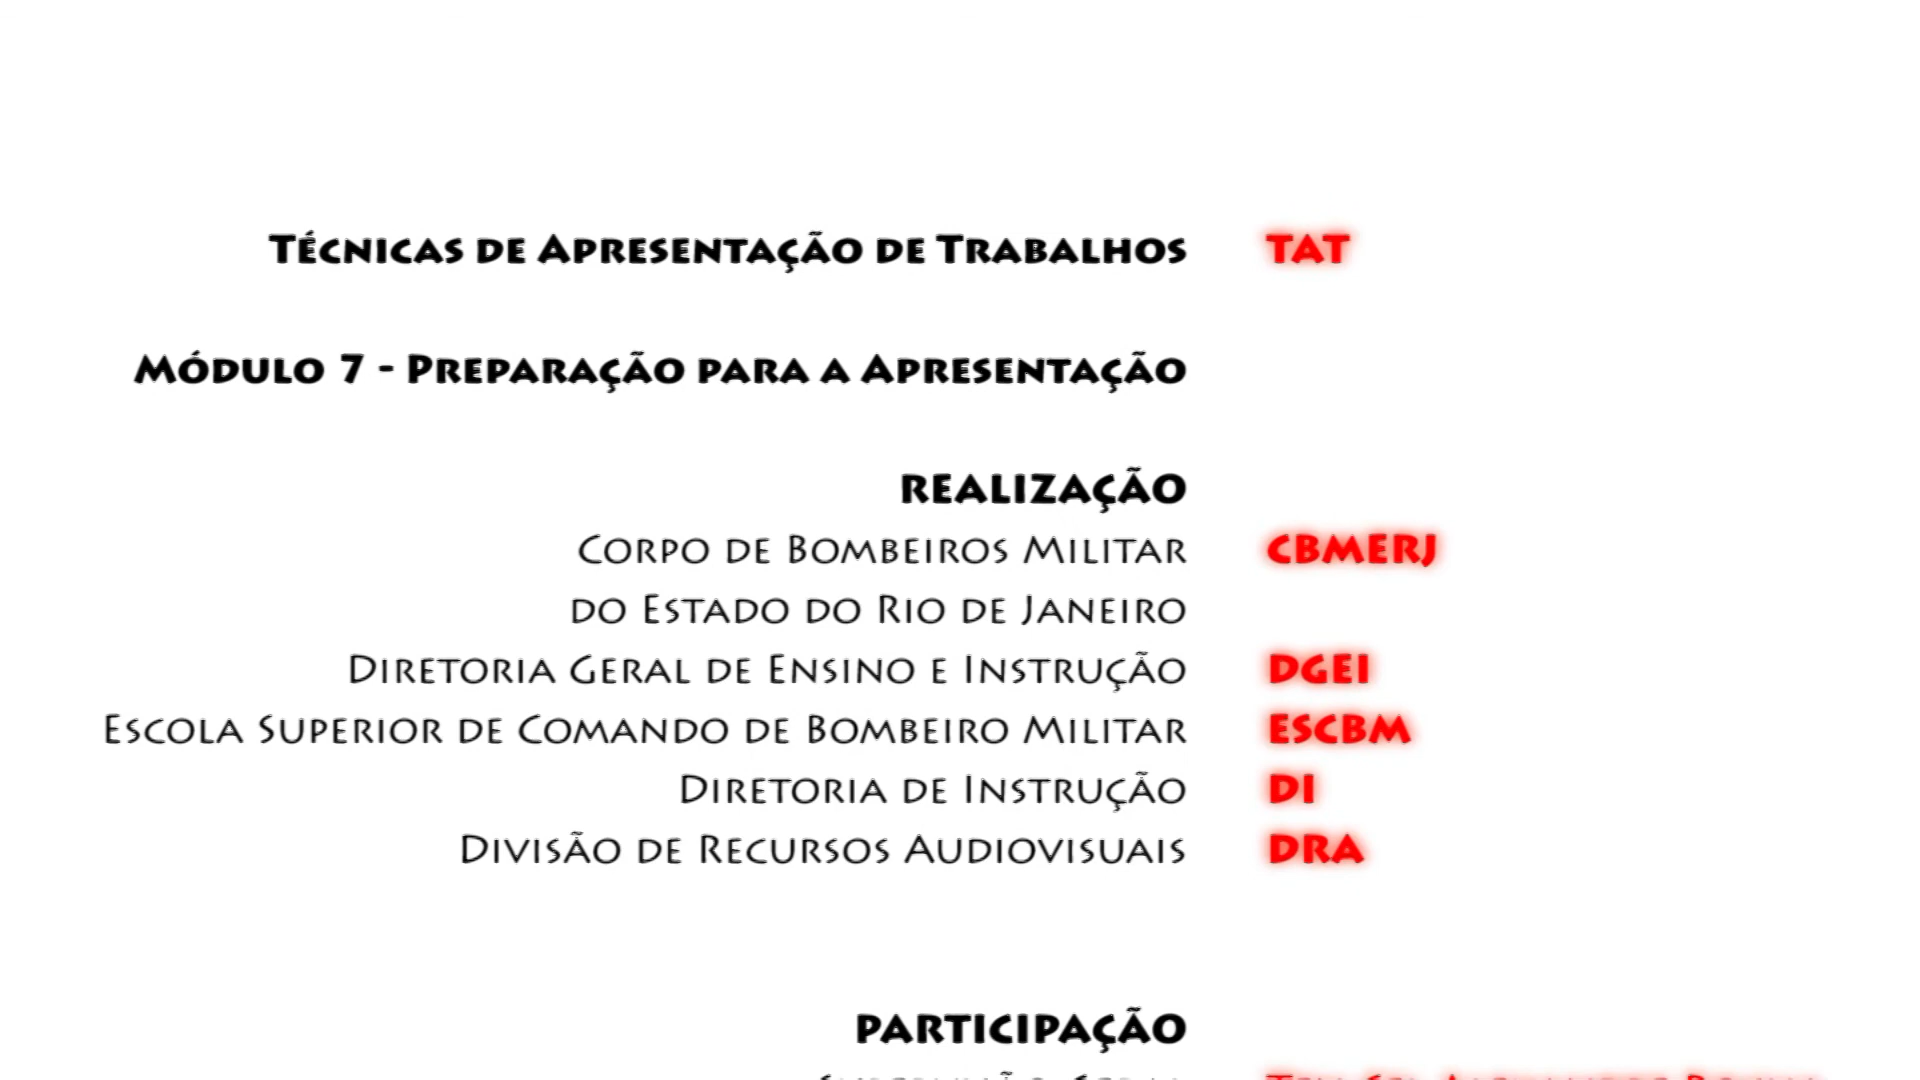 Técnicas de Apresentação de Trabalhos TAT
Módulo 7 - Preparação para a Apresentação
REALIZAÇÃO
Corpo de Bombeiros Militar CBMERJ
do Estado do Rio de Janeiro
Diretoria Geral de Ensino e Instrução DGEI
Escola Superior de Comando de Bombeiro Militar ESCBM
Diretoria de Instrução DI
Divisão de Recursos Audiovisuais DRA
PARTICIPAÇÃO